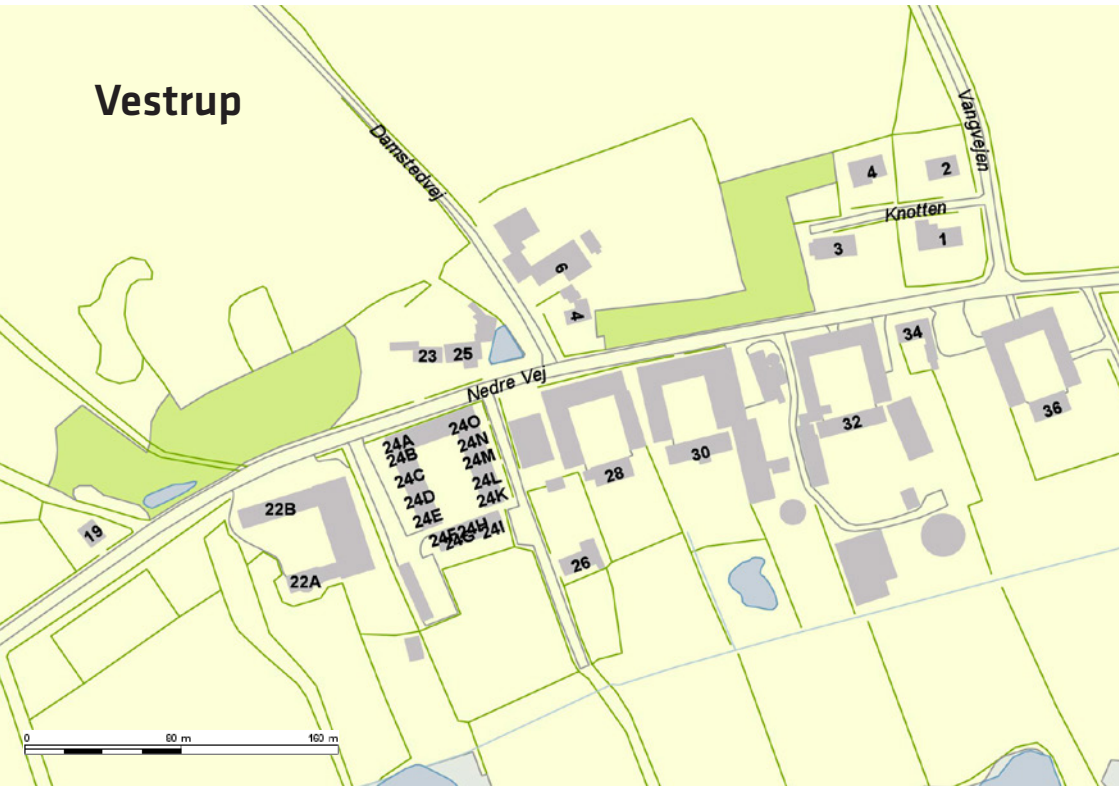 Vestrup
Damstedvej
Vangvejen
4
2
Knotten
3
1
6
4
34
23
25
Nedre Vej
36
24O
24A
24N
24B
24M
32
30
24C
28
24L
24D
24K
22B
24E
24H
24F
24G
24I
19
26
22A
0
80 m
160 m